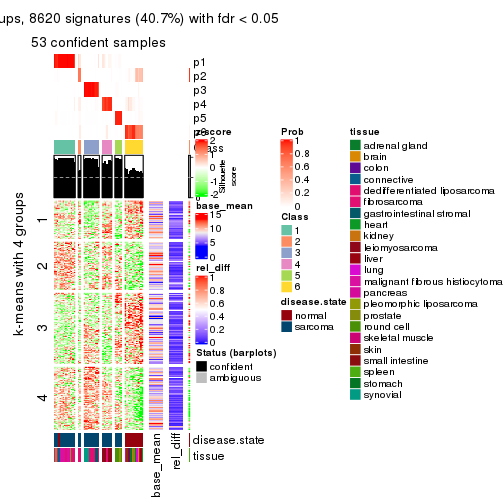 ups, 8620 signatures (40.7%) with fdr < 0.05
53 confident samples
p1
p2
p3
p4
p5
z-score
2
1
0
-1
-2
Silhouette
score
base_mean
15
10
5
0
rel_diff
1
0.8
0.6
0.4
0.2
0
Status (barplots)
confident
ambiguous
Prob
1
0.8
0.6
0.4
0.2
0
Class
1
2
3
4
5
6
disease.state
normal
sarcoma
tissue
adrenal gland
brain
colon
connective
dedifferentiated liposarcoma
fibrosarcoma
gastrointestinal stromal
heart
kidney
leiomyosarcoma
liver
lung
malignant fibrous histiocytoma
pancreas
pleomorphic liposarcoma
prostate
round cell
skeletal muscle
skin
small intestine
spleen
stomach
synovial
k-means with 4 groups
1
2
3
4
disease.state
tissue
base_mean
rel_diff